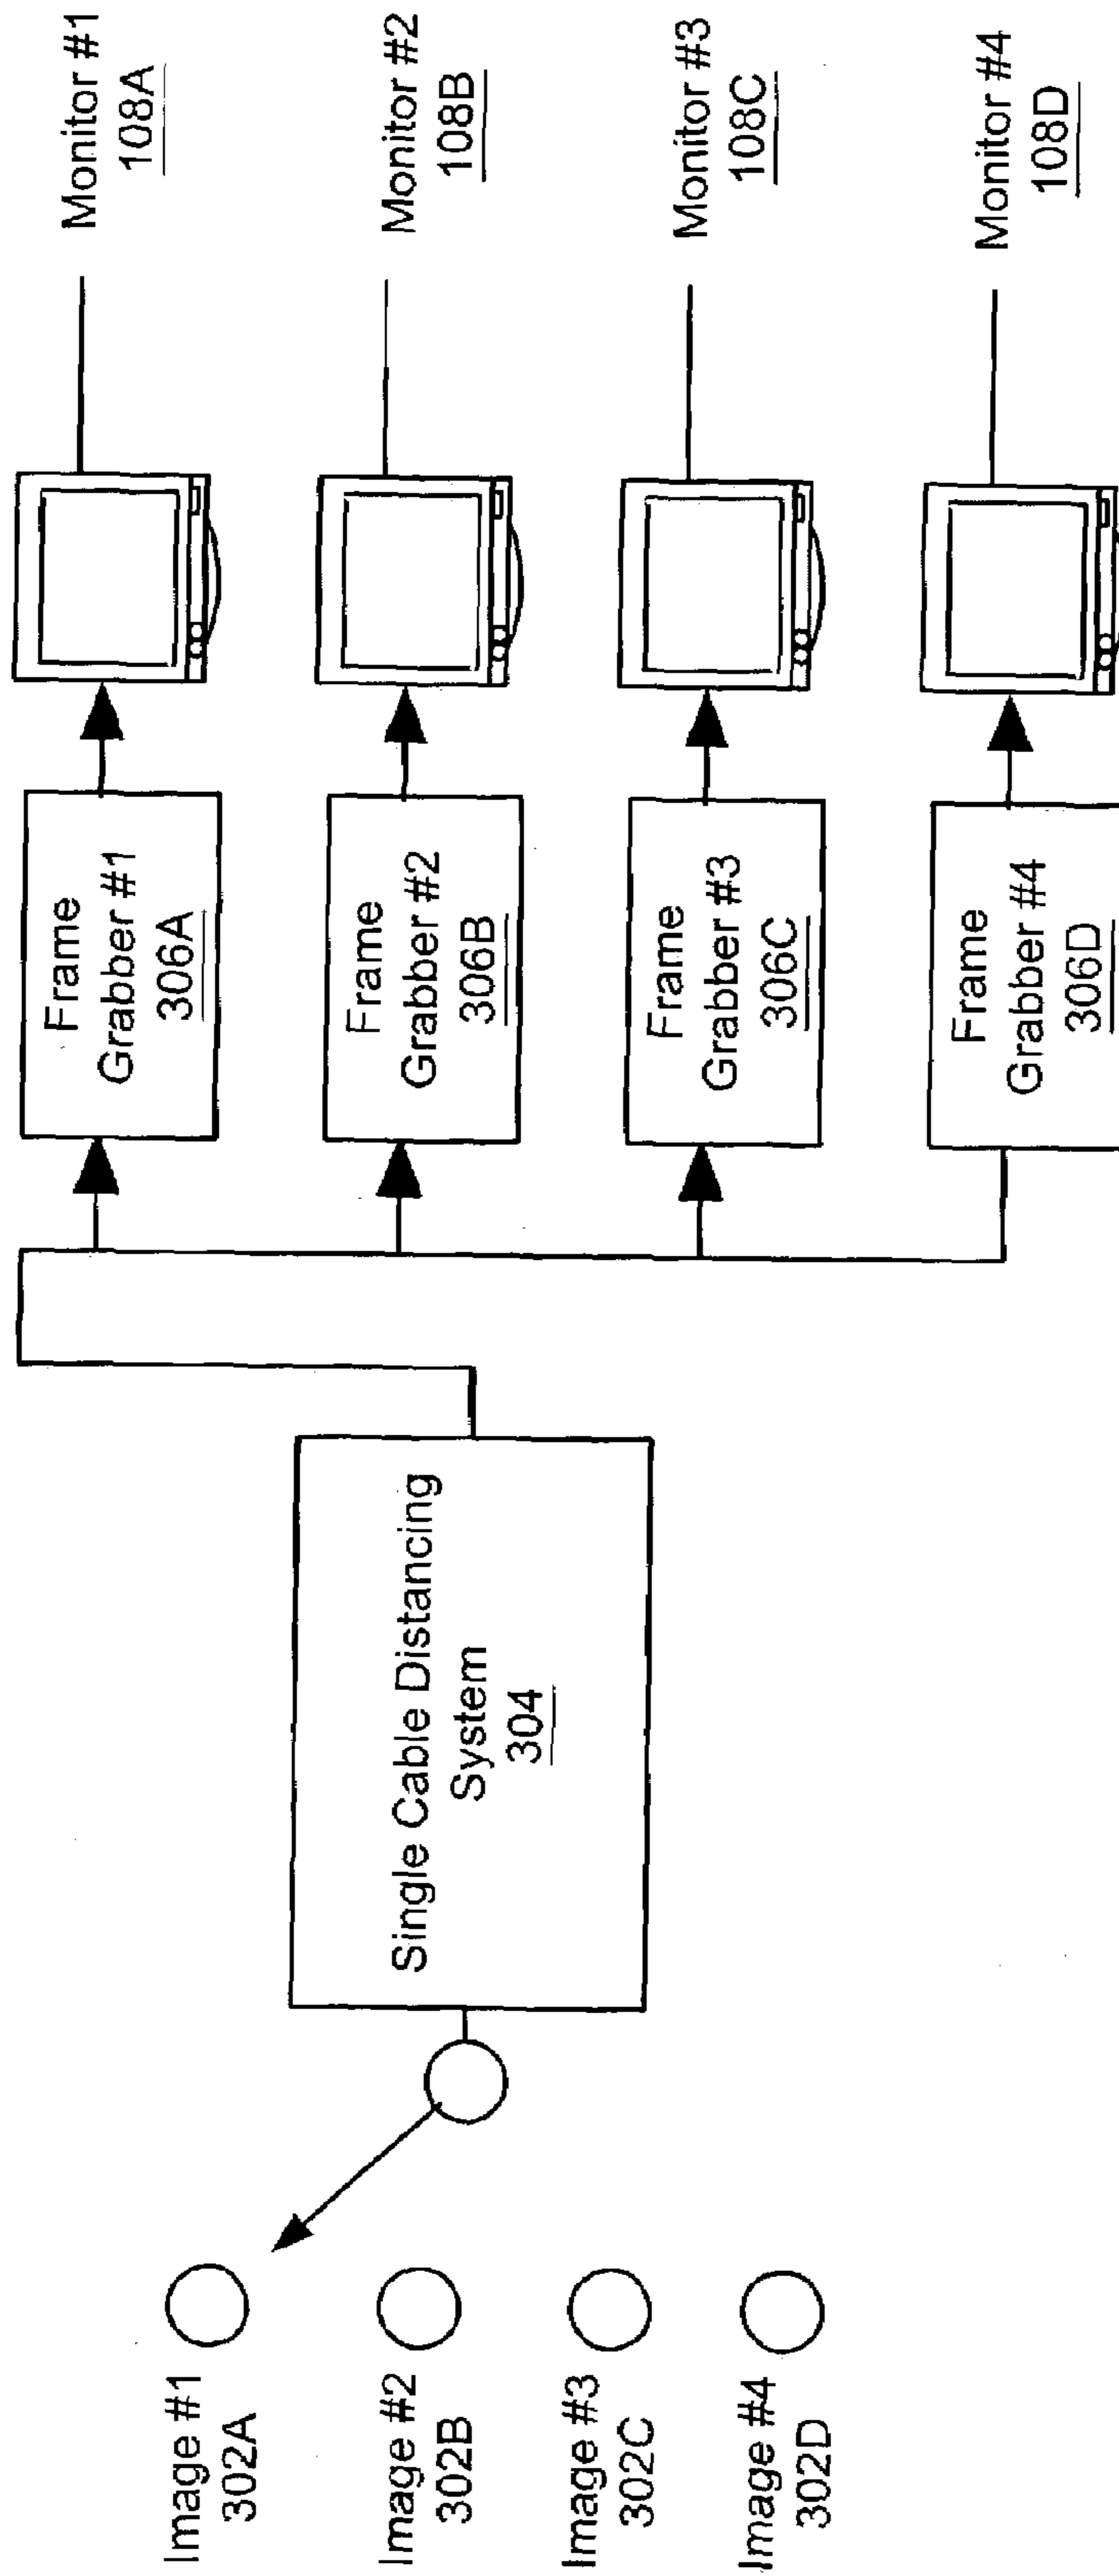 Image #1
302A
Image #2
302B
Image #3
302C
Image #4
302D
Single Cable Distancing
System
304
Frame
Grabber #1
306A
Frame
Grabber #2
306B
Frame
Grabber #3
306C
Frame
Grabber #4
306D
Monitor #1
108A
Monitor #2
108B
Monitor #3
108C
Monitor #4
108D